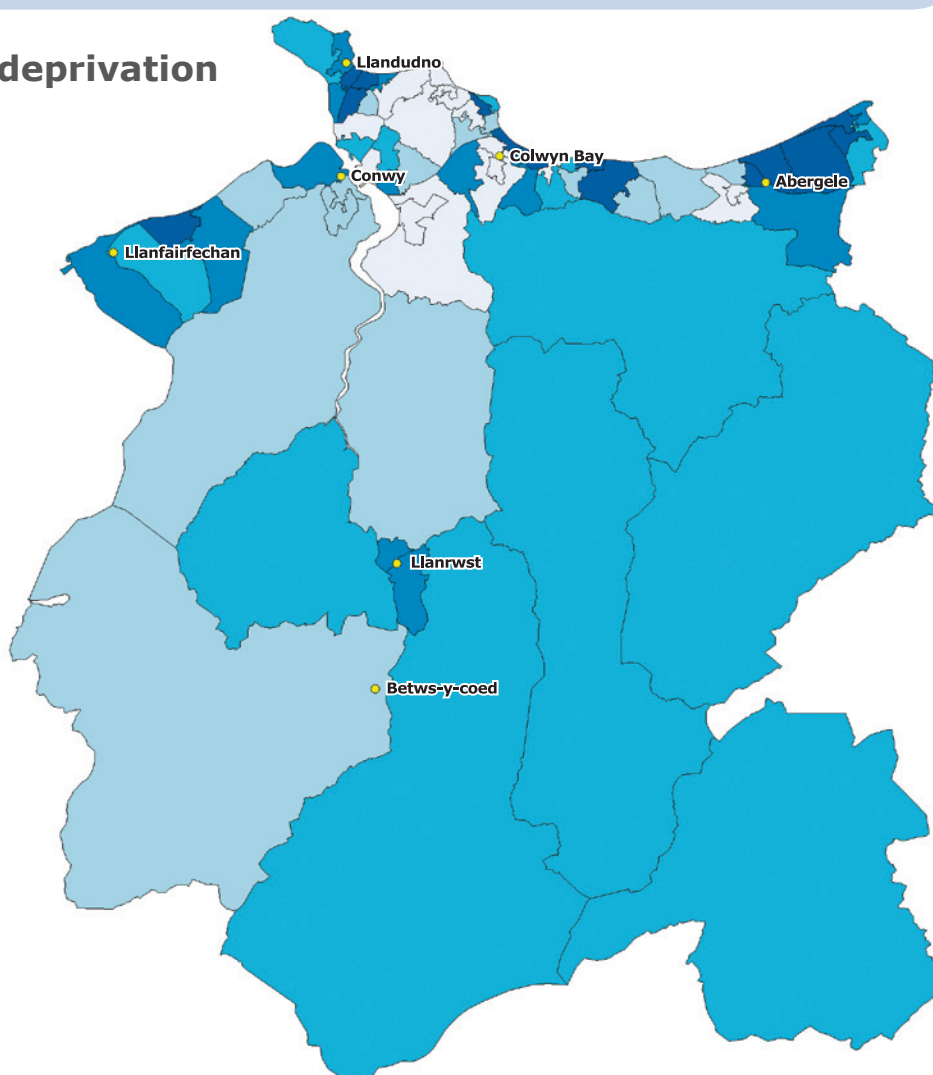 deprivation
Llandudno
Colwyn Bay
Conwy
Abergele
Llanfairfechan
Llanrwst
Betws-y-coed